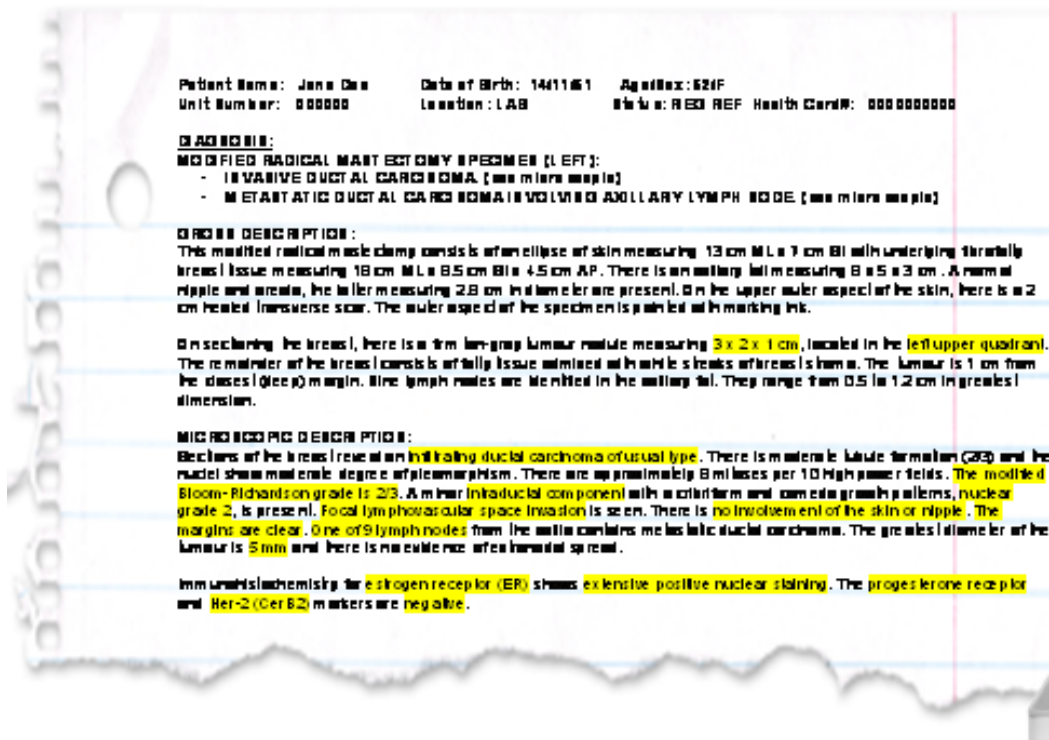 Patient Name: Jane Doe Date of Birth: 14/11/51 Age/Sex: 52/F
Unit Number: 000000 Location: LAB Status: REG REF Health Card#: 0000000000
DIAGNOSIS:
MODIFIED RADICAL MASTECTOMY SPECIMEN (LEFT):
- INVASIVE DUCTAL CARCINOMA (see microscopic)
- METASTATIC DUCTAL CARCINOMA INVOLVING AXILLARY LYMPH NODE (see microscopic)
GROSS DESCRIPTION:
This modified radical mastectomy consists of an ellipse of skin measuring 13 cm ML x 7 cm SI with underlying fibrofatty
breast tissue measuring 18 cm ML x 8.5 cm SI x 4.5 cm AP. There is an axillary tail measuring 8 x 5 x 3 cm. A normal
nipple and areola, the latter measuring 2.8 cm in diameter are present. On the upper outer aspect of the skin, there is a 2
cm healed transverse scar. The outer aspect of the specimen is painted with marking ink.
On sectioning the breast, there is a firm tan-gray tumour nodule measuring 3 x 2 x 1 cm, located in the left upper quadrant.
The remainder of the breast consists of fatty tissue admixed with white streaks of breast stroma. The tumour is 1 cm from
the closest (deep) margin. Nine lymph nodes are identified in the axillary fat. They range from 0.5 to 1.2 cm in greatest
dimension.
MICROSCOPIC DESCRIPTION:
Sections of the breast reveal an infiltrating ductal carcinoma of usual type. There is moderate tubule formation (2/3) and the
nuclei show moderate degree of pleomorphism. There are approximately 8 mitoses per 10 high power fields. The modified
Bloom-Richardson grade is 2/3. A minor intraductal component with a cribriform and comedo growth patterns, nuclear
grade 2, is present. Focal lymphovascular space invasion is seen. There is no involvement of the skin or nipple. The
margins are clear. One of 9 lymph nodes from the axilla contains metastatic ductal carcinoma. The greatest diameter of the
tumour is 5 mm and there is no evidence of extranodal spread.
Immunohistochemistry for estrogen receptor (ER) shows extensive positive nuclear staining. The progesterone receptor
and Her-2 (Cer B2) markers are negative.